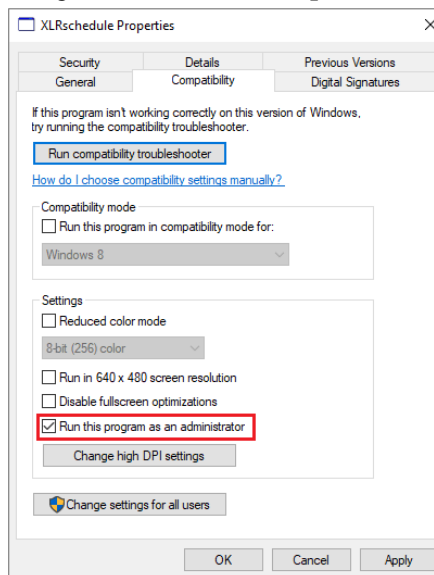 XLRschedule Properties
Security Details Previous Versions
General Compatibility Digital Signatures
If this program isn't working correctly on this version of Windows,
try running the compatibility troubleshooter.
Run compatibility troubleshooter
How do I choose compatibility settings manually?
Compatibility mode
Run this program in compatibility mode for:
Windows 8
Settings
Reduced color mode
8-bit (256) color
Run in 640 x 480 screen resolution
Disable fullscreen optimizations
Run this program as an administrator
Change high DPI settings
Change settings for all users
OK Cancel Apply